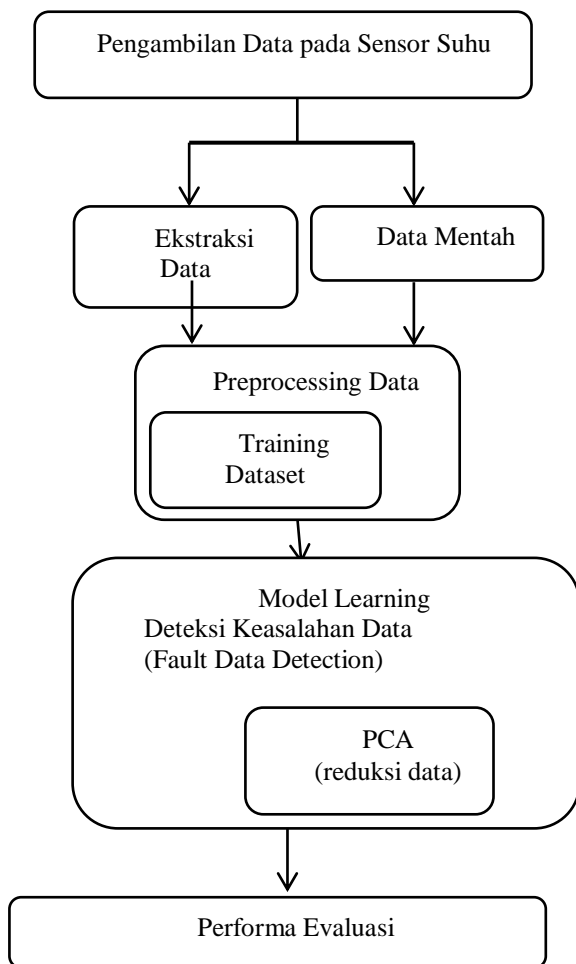 Pengambilan Data pada Sensor Suhu
Ekstraksi
Data
Data Mentah
Preprocessing Data
Training
Dataset
Model Learning
Deteksi Keasalahan Data
(Fault Data Detection)
PCA
(reduksi data)
Performa Evaluasi